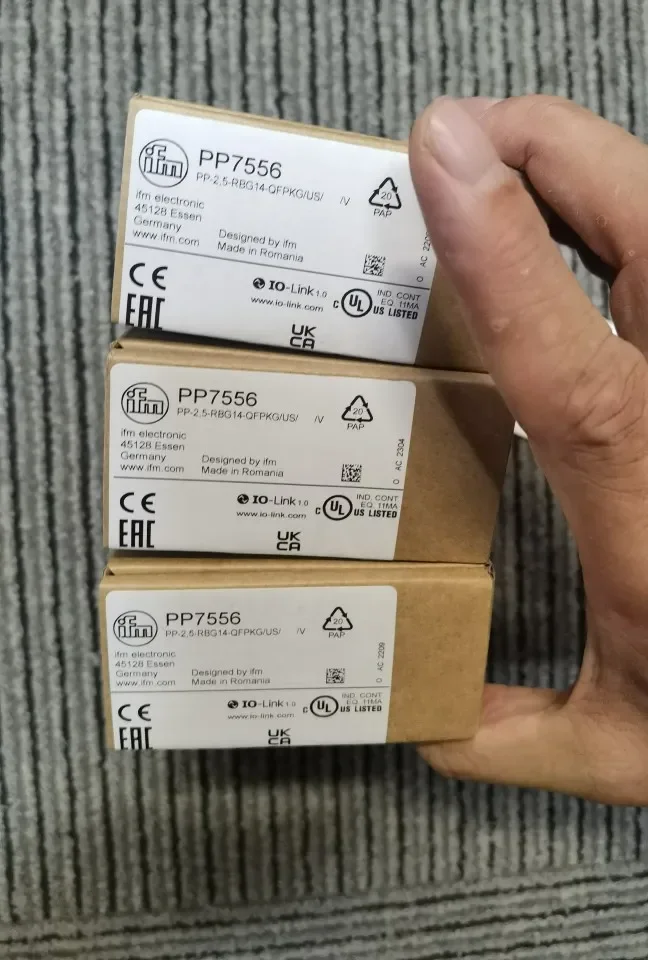 ifm
PP7556
PP-2,5-RBG14-QFPKG/US/ /V
ifm electronic
45128 Essen
Germany
www.ifm.com
Designed by ifm
Made in Romania
20
PAP
O AC
CE
EAC
IO-Link 1.0
www.io-link.com
c UL US LISTED
IND. CONT
EQ. 11MA
UK
CA
ifm
PP7556
PP-2,5-RBG14-QFPKG/US/ /V
ifm electronic
45128 Essen
Germany
www.ifm.com
Designed by ifm
Made in Romania
20
PAP
O AC 2304
CE
EAC
IO-Link 1.0
www.io-link.com
c UL US LISTED
IND. CONT
EQ. 11MA
UK
CA
ifm
PP7556
PP-2,5-RBG14-QFPKG/US/ /V
ifm electronic
45128 Essen
Germany
www.ifm.com
Designed by ifm
Made in Romania
20
PAP
O AC 2209
CE
EAC
IO-Link 1.0
www.io-link.com
c UL US LISTED
IND. CONT
EQ. 11MA
UK
CA